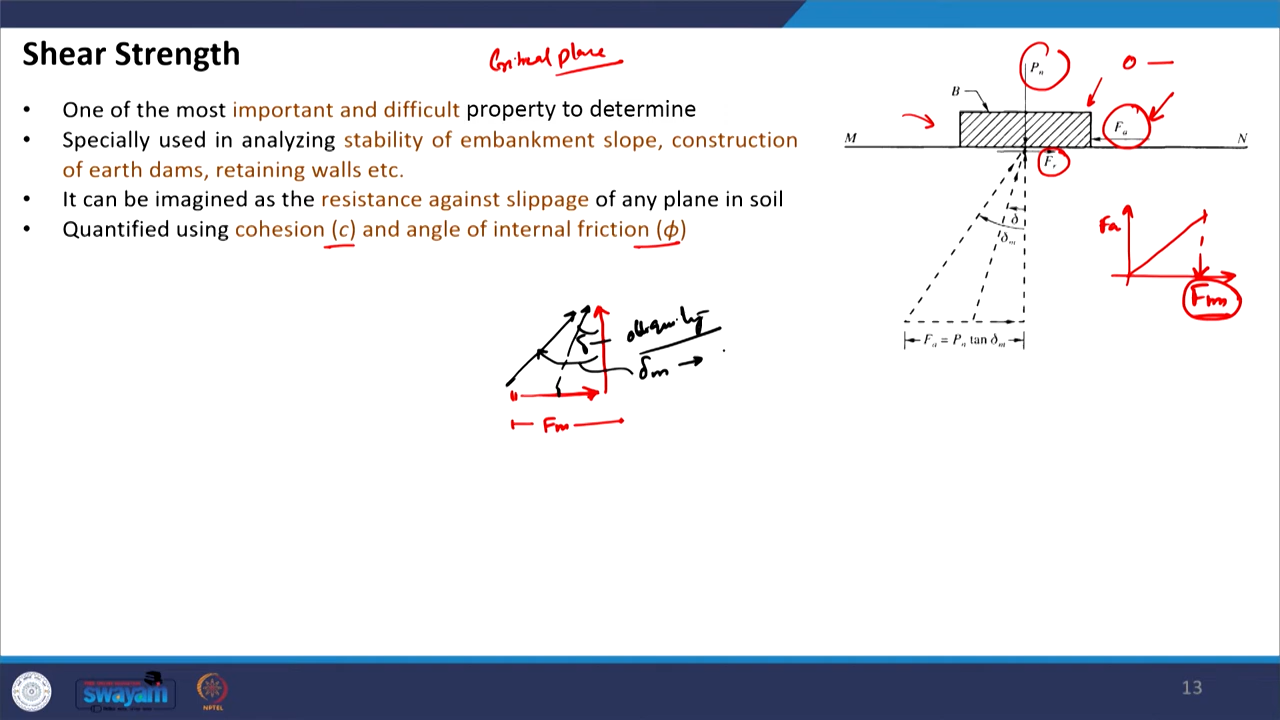 Shear Strength
Critical plane
• One of the most important and difficult property to determine
• Specially used in analyzing stability of embankment slope, construction
of earth dams, retaining walls etc.
• It can be imagined as the resistance against slippage of any plane in soil
• Quantified using cohesion (c) and angle of internal friction (ϕ)
Pn
O —
B
Fa
M
N
Fr
δ
δm
Fa = Pn tan δm
Fa
Fm
δ
obliquity
δm →
Fm
swayam
NPTEL
13